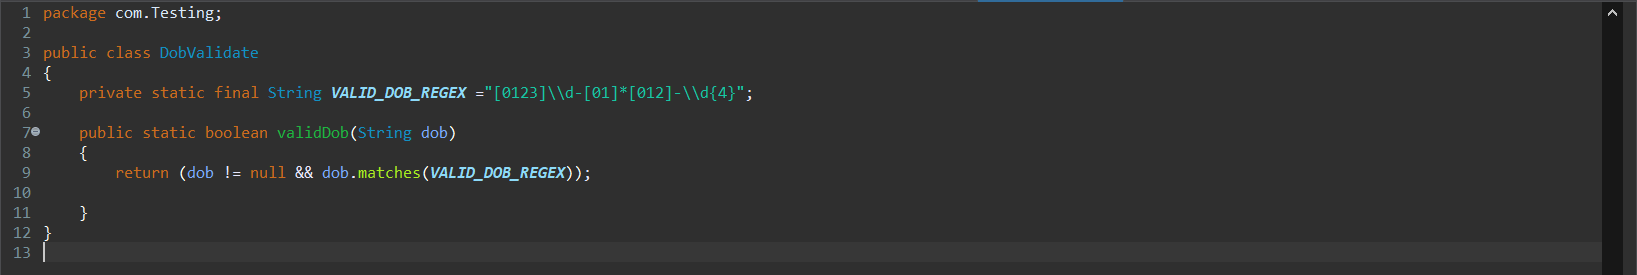 1 package com.Testing;
2
3 public class DobValidate
4 {
5     private static final String VALID_DOB_REGEX ="[0123]\\d-[01]*[012]-\\d{4}";
6
7     public static boolean validDob(String dob)
8     {
9         return (dob != null && dob.matches(VALID_DOB_REGEX));
10
11     }
12 }
13